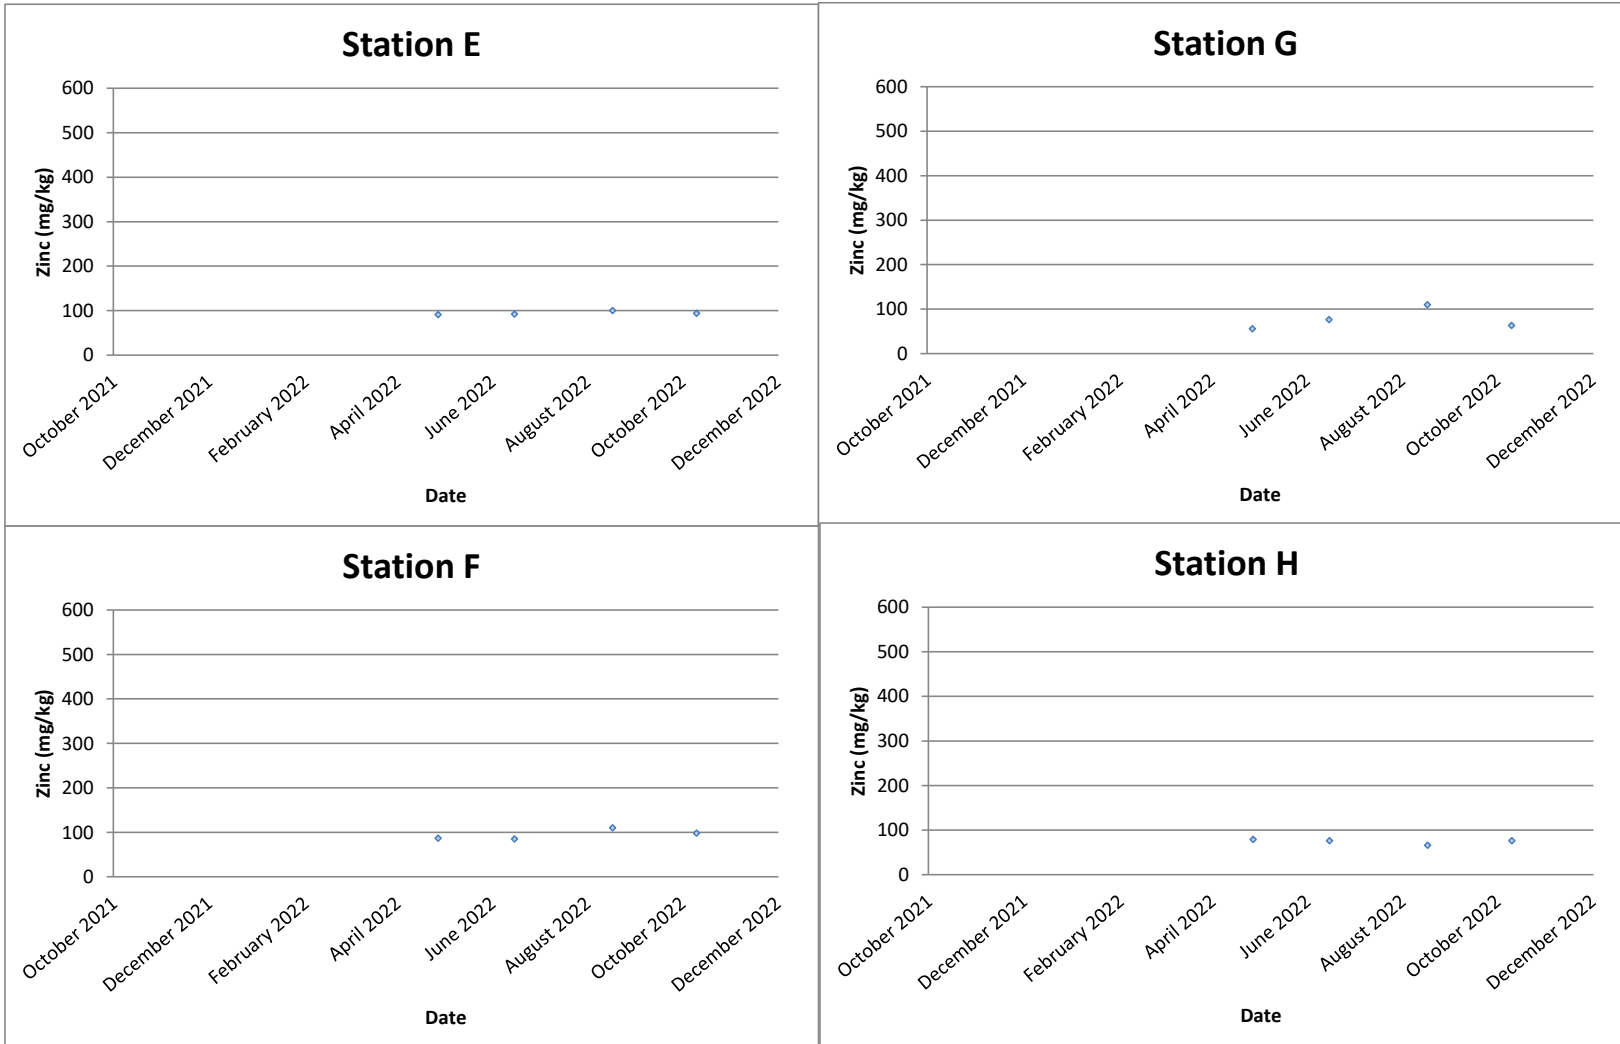 Station E
600
500
400
300
200
100
0
Zinc (mg/kg)
October 2021
December 2021
February 2022
April 2022
June 2022
August 2022
October 2022
December 2022
Date
Station G
600
500
400
300
200
100
0
Zinc (mg/kg)
October 2021
December 2021
February 2022
April 2022
June 2022
August 2022
October 2022
December 2022
Date
Station F
600
500
400
300
200
100
0
Zinc (mg/kg)
October 2021
December 2021
February 2022
April 2022
June 2022
August 2022
October 2022
December 2022
Date
Station H
600
500
400
300
200
100
0
Zinc (mg/kg)
October 2021
December 2021
February 2022
April 2022
June 2022
August 2022
October 2022
December 2022
Date